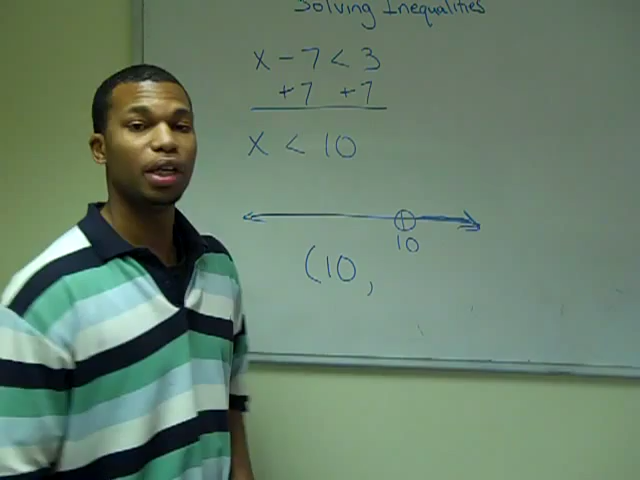 Solving Inequalities
x - 7 < 3
+7 +7
x < 10
10
(10,